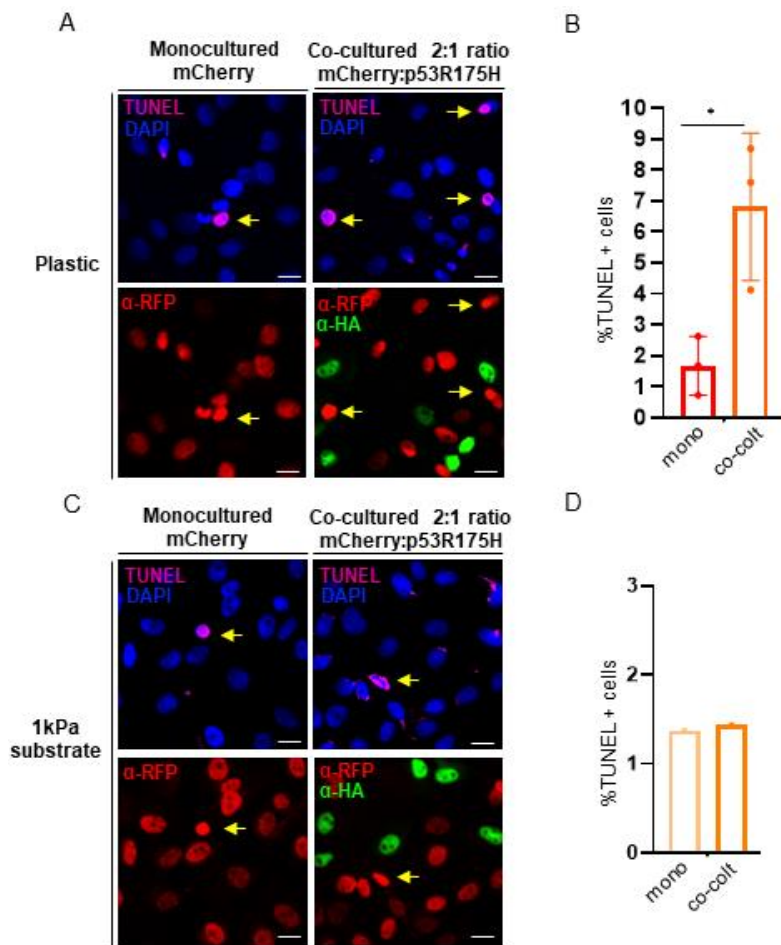 A
Monocultured
mCherry
Co-cultured 2:1 ratio
mCherry:p53R175H
B
TUNEL
DAPI
TUNEL
DAPI
Plastic
α-RFP
α-RFP
α-HA
10
9
8
7
6
5
4
3
2
1
0
%TUNEL + cells
*
mono
co-colt
C
Monocultured
mCherry
Co-cultured 2:1 ratio
mCherry:p53R175H
D
TUNEL
DAPI
TUNEL
DAPI
1kPa
substrate
α-RFP
α-RFP
α-HA
3
2
1
0
%TUNEL + cells
mono
co-colt